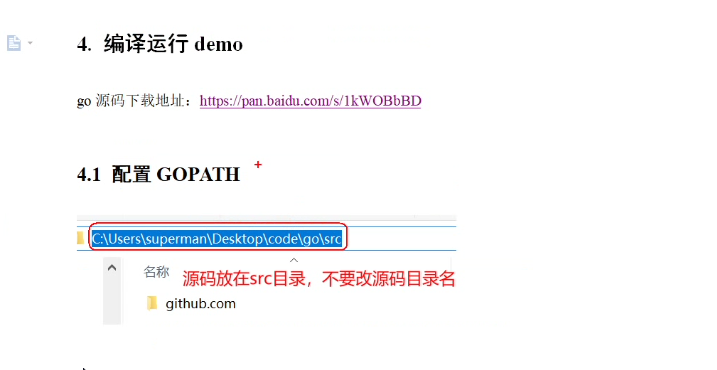 4. 编译运行 demo
go 源码下载地址：https://pan.baidu.com/s/1kWOBbBD
4.1 配置 GOPATH
C:\Users\superman\Desktop\code\go\src
名称
源码放在src目录，不要改源码目录名
github.com